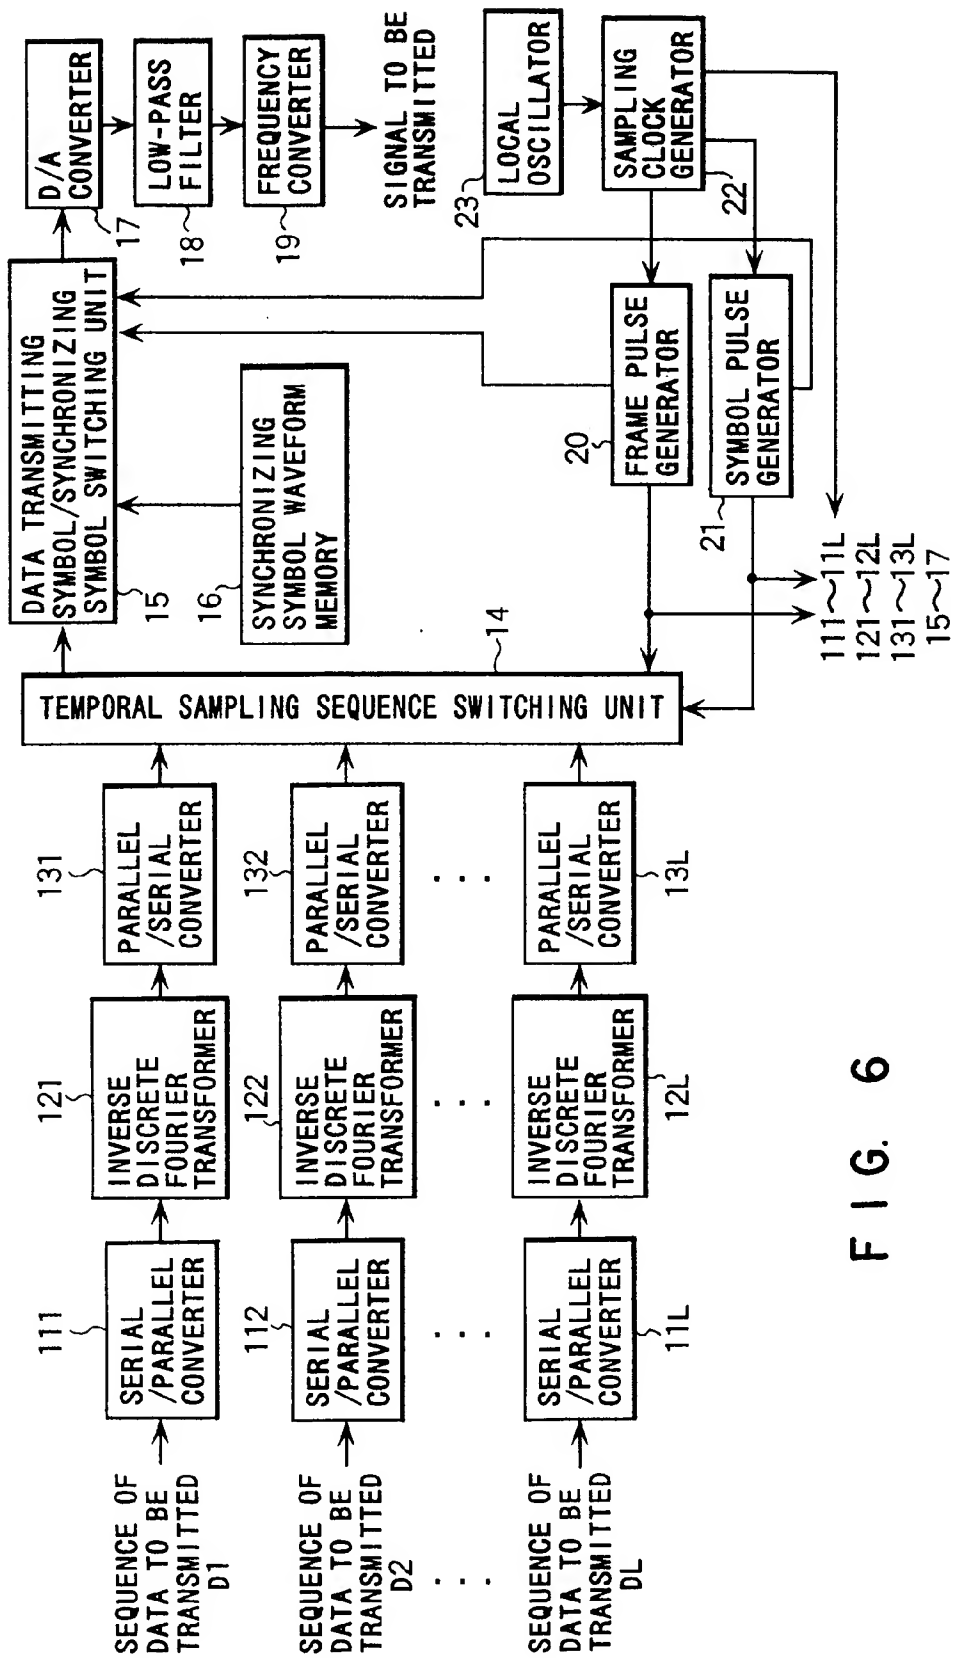 SEQUENCE OF
DATA TO BE
TRANSMITTED
D1
111
SERIAL
/PARALLEL
CONVERTER
121
INVERSE
DISCRETE
FOURIER
TRANSFORMER
131
PARALLEL
/SERIAL
CONVERTER
SEQUENCE OF
DATA TO BE
TRANSMITTED
D2
112
SERIAL
/PARALLEL
CONVERTER
122
INVERSE
DISCRETE
FOURIER
TRANSFORMER
132
PARALLEL
/SERIAL
CONVERTER
. . .
. . .
. . .
. . .
SEQUENCE OF
DATA TO BE
TRANSMITTED
DL
SERIAL
/PARALLEL
CONVERTER
11L
INVERSE
DISCRETE
FOURIER
TRANSFORMER
12L
PARALLEL
/SERIAL
CONVERTER
13L
TEMPORAL SAMPLING SEQUENCE SWITCHING UNIT
14
DATA TRANSMITTING
SYMBOL/SYNCHRONIZING
SYMBOL SWITCHING UNIT
15
16
SYNCHRONIZING
SYMBOL WAVEFORM
MEMORY
D/A
CONVERTER
17
LOW-PASS
FILTER
18
FREQUENCY
CONVERTER
19
SIGNAL TO BE
TRANSMITTED
23
LOCAL
OSCILLATOR
SAMPLING
CLOCK
GENERATOR
22
20
FRAME PULSE
GENERATOR
21
SYMBOL PULSE
GENERATOR
111~11L
121~12L
131~13L
15~17
FIG. 6